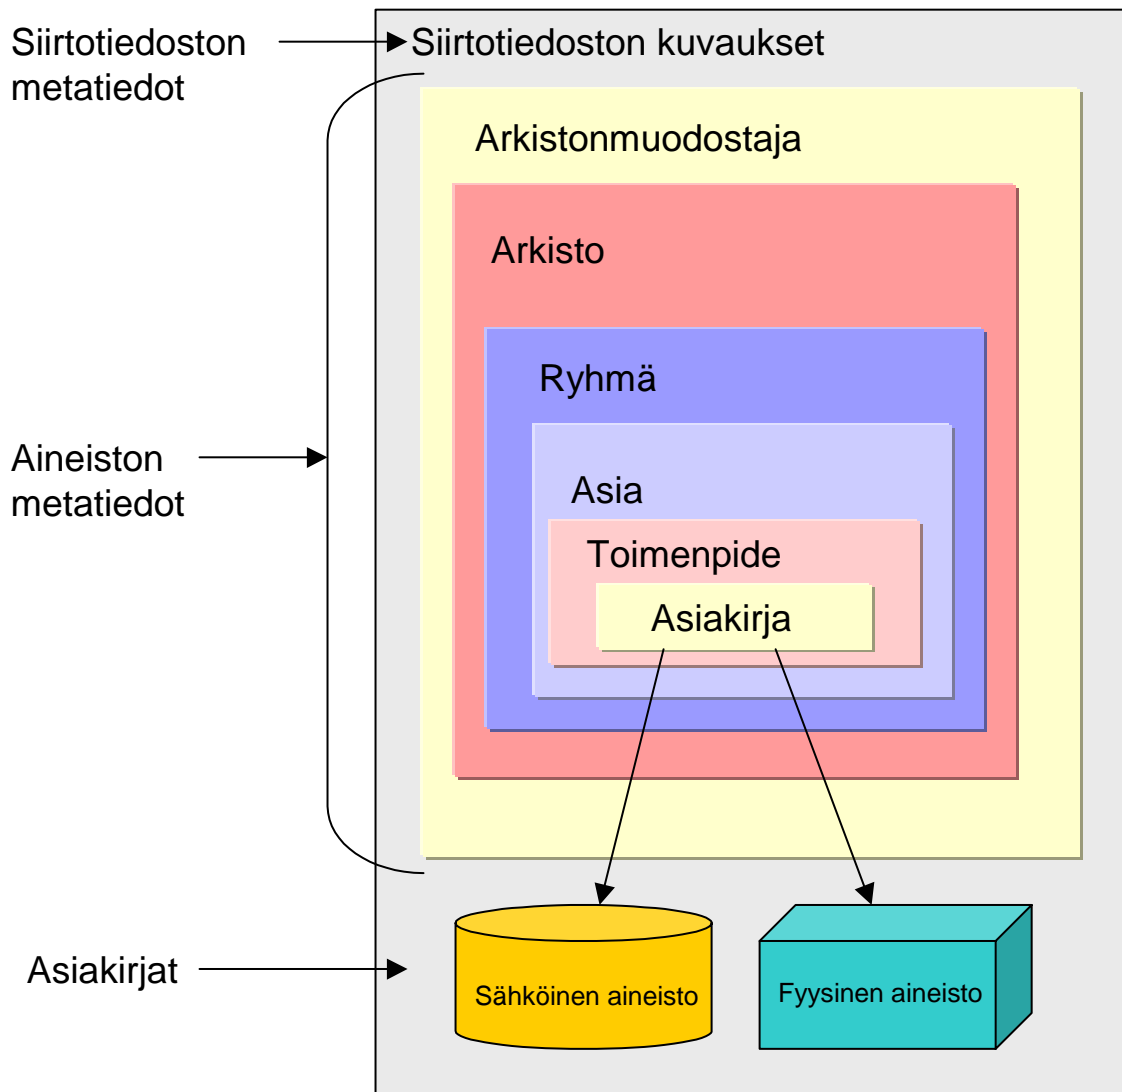 Siirtotiedoston
metatiedot
Siirtotiedoston kuvaukset
Arkistonmuodostaja
Arkisto
Ryhmä
Aineiston
metatiedot
Asia
Toimenpide
Asiakirja
Asiakirjat
Sähköinen aineisto
Fyysinen aineisto